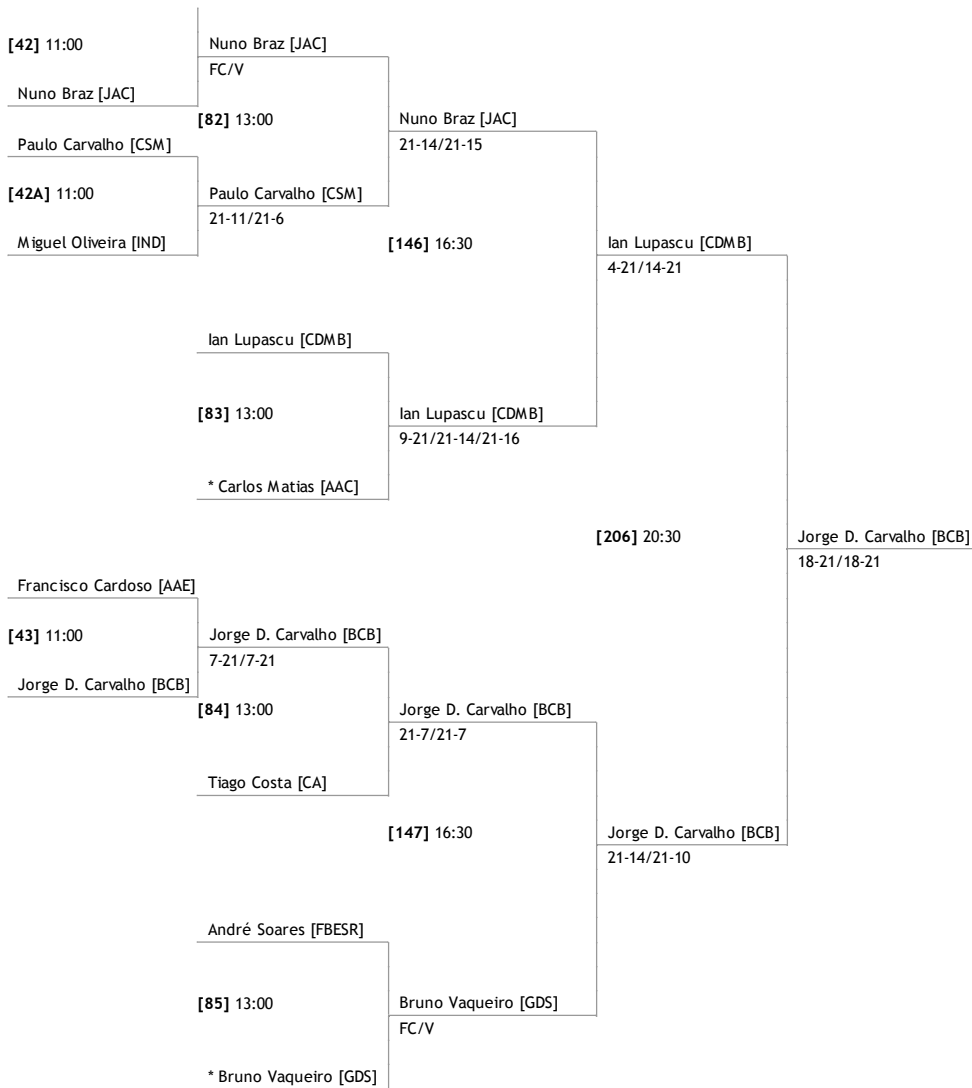 [42] 11:00
Nuno Braz [JAC]
FC/V
Nuno Braz [JAC]
[82] 13:00
Nuno Braz [JAC]
21-14/21-15
Paulo Carvalho [CSM]
[42A] 11:00
Paulo Carvalho [CSM]
21-11/21-6
Miguel Oliveira [IND]
[146] 16:30
Ian Lupascu [CDMB]
4-21/14-21
Ian Lupascu [CDMB]
[83] 13:00
Ian Lupascu [CDMB]
9-21/21-14/21-16
* Carlos Matias [AAC]
[206] 20:30
Jorge D. Carvalho [BCB]
18-21/18-21
Francisco Cardoso [AAE]
[43] 11:00
Jorge D. Carvalho [BCB]
7-21/7-21
Jorge D. Carvalho [BCB]
[84] 13:00
Jorge D. Carvalho [BCB]
21-7/21-7
Tiago Costa [CA]
[147] 16:30
Jorge D. Carvalho [BCB]
21-14/21-10
André Soares [FBESR]
[85] 13:00
Bruno Vaqueiro [GDS]
FC/V
* Bruno Vaqueiro [GDS]